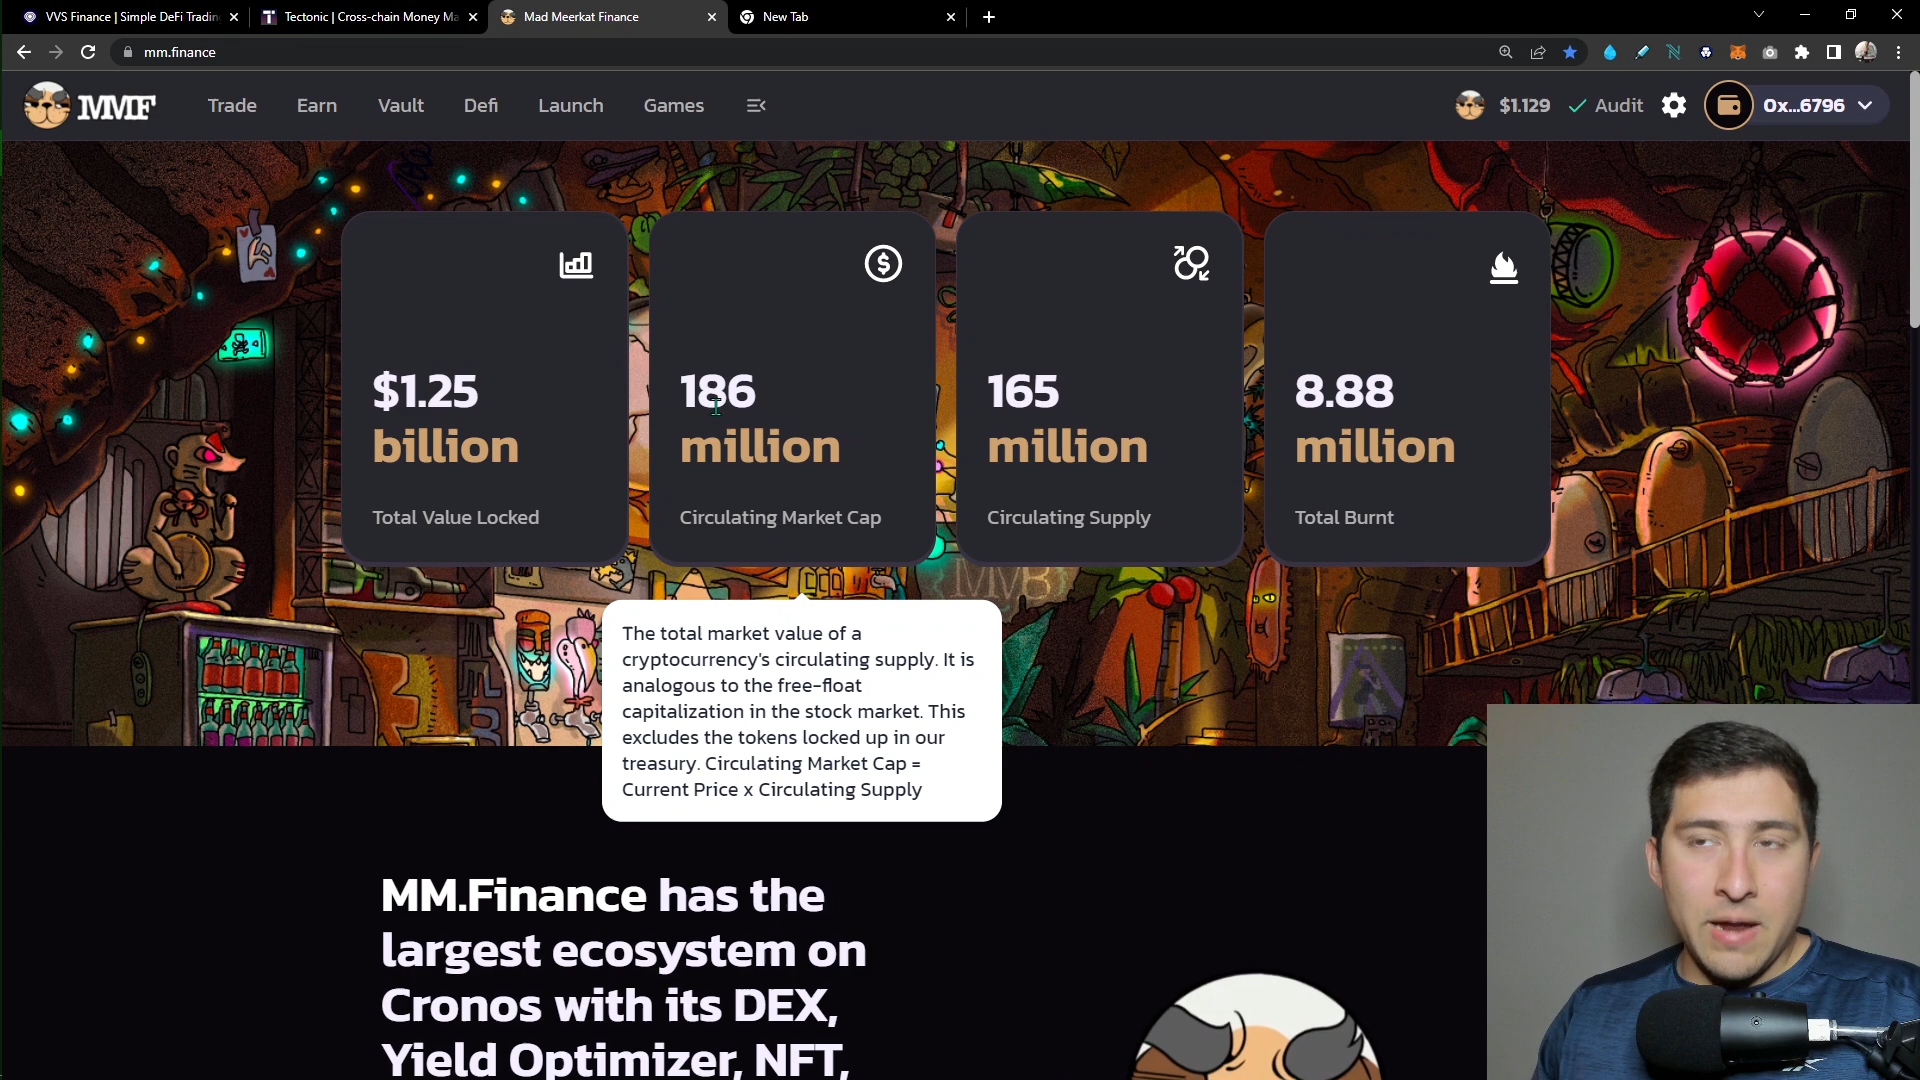 VVS Finance | Simple DeFi Tradin
Tectonic | Cross-chain Money Ma
Mad Meerkat Finance
New Tab
mm.finance
MMF
Trade
Earn
Vault
Defi
Launch
Games
$1.129
Audit
0x...6796
$1.25
billion
Total Value Locked
186
million
Circulating Market Cap
165
million
Circulating Supply
8.88
million
Total Burnt
MMB
The total market value of a
cryptocurrency's circulating supply. It is
analogous to the free-float
capitalization in the stock market. This
excludes the tokens locked up in our
treasury. Circulating Market Cap =
Current Price x Circulating Supply
MM.Finance has the
largest ecosystem on
Cronos with its DEX,
Yield Optimizer, NFT,